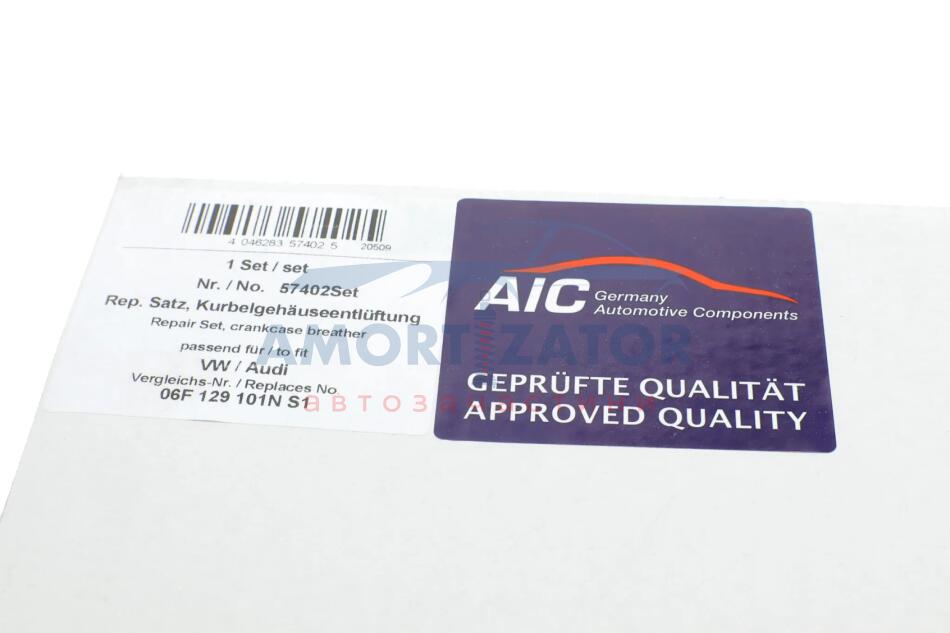 4 046283 57402 5 20509
1 Set / set
Nr. / No. 57402Set
Rep. Satz, Kurbelgehäuseentlüftung
Repair Set, crankcase breather
passend für / to fit
VW / Audi
Vergleichs-Nr. / Replaces No.
06F 129 101N S1
AIC Germany
Automotive Components
GEPRÜFTE QUALITÄT
APPROVED QUALITY
AMORTIZATOR
автозапчастини